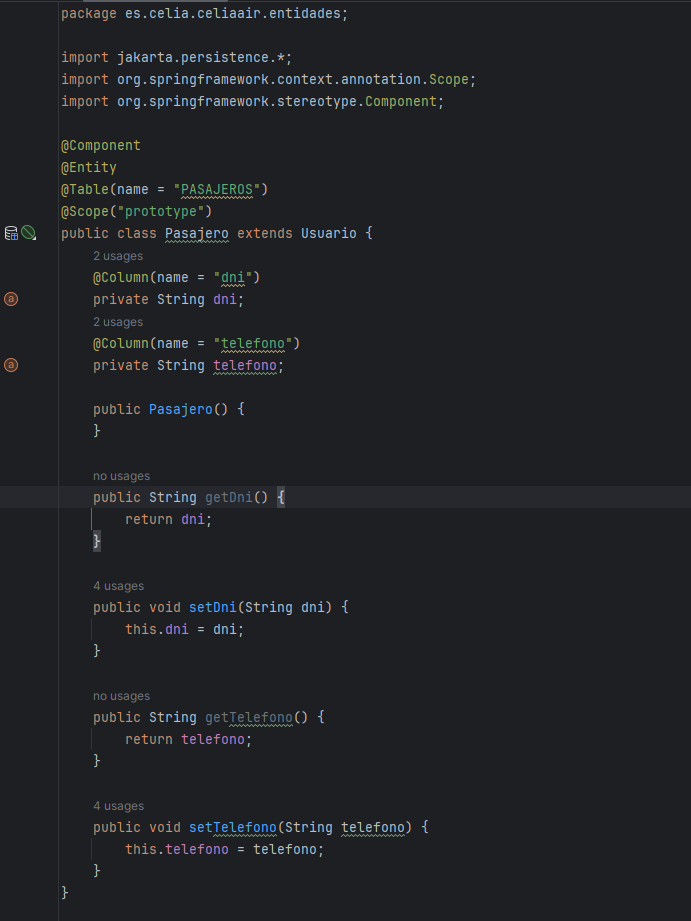 package es.celia.celiaair.entidades;
import jakarta.persistence.*;
import org.springframework.context.annotation.Scope;
import org.springframework.stereotype.Component;
@Component
@Entity
@Table(name = "PASAJEROS")
@Scope("prototype")
public class Pasajero extends Usuario {
2 usages
@Column(name = "dni")
private String dni;
2 usages
@Column(name = "telefono")
private String telefono;
public Pasajero() {
}
no usages
public String getDni() {
return dni;
}
4 usages
public void setDni(String dni) {
this.dni = dni;
}
no usages
public String getTelefono() {
return telefono;
}
4 usages
public void setTelefono(String telefono) {
this.telefono = telefono;
}
}